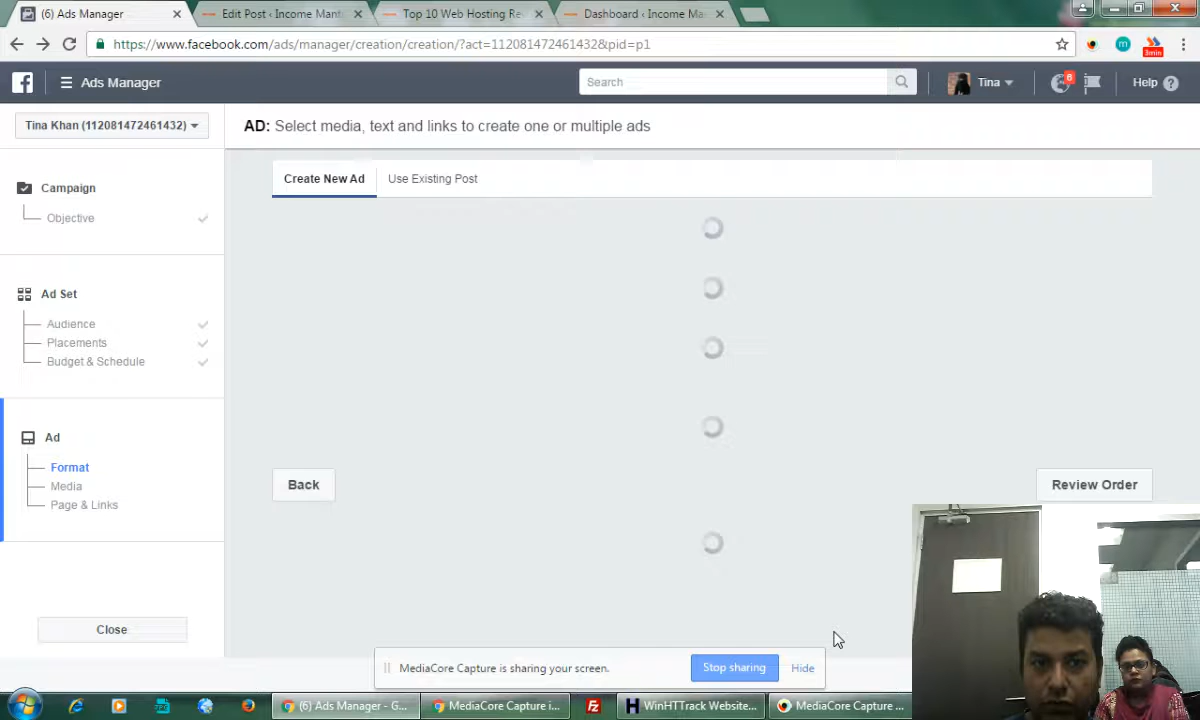 (6) Ads Manager
Edit Post ‹ Income Mant
Top 10 Web Hosting Re
Dashboard ‹ Income Ma
https://www.facebook.com/ads/manager/creation/creation/?act=112081472461432&pid=p1
3min
Ads Manager
Search
Tina
8
Help
Tina Khan (112081472461432)
AD: Select media, text and links to create one or multiple ads
Create New Ad
Use Existing Post
Campaign
Objective
Ad Set
Audience
Placements
Budget & Schedule
Ad
Format
Media
Page & Links
Back
Review Order
Close
MediaCore Capture is sharing your screen.
Stop sharing
Hide
(6) Ads Manager - G...
MediaCore Capture i...
WinHTTrack Website...
MediaCore Capture ...